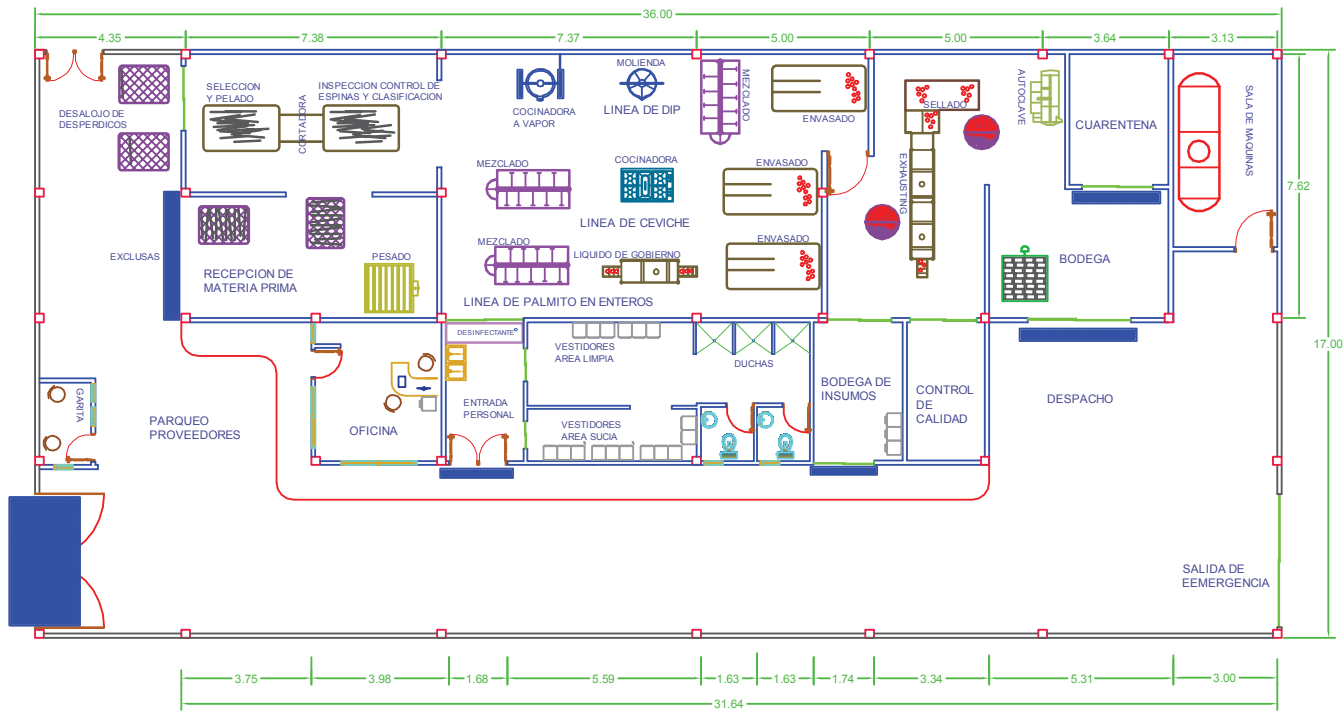 36.00
4.35
7.38
7.37
5.00
5.00
3.64
3.13
DESALOJO DE
DESPERDICOS
SELECCION
Y PELADO
CORTADORA
INSPECCION CONTROL DE
ESPINAS Y CLASIFICACION
COCINADORA
A VAPOR
MOLIENDA
LINEA DE DIP
MEZCLADO
ENVASADO
SELLADO
AUTOCLAVE
CUARENTENA
SALA DE MAQUINAS
7.62
17.00
MEZCLADO
COCINADORA
ENVASADO
LINEA DE CEVICHE
EXHAUSTING
EXCLUSAS
RECEPCION DE
MATERIA PRIMA
PESADO
MEZCLADO
LIQUIDO DE GOBIERNO
ENVASADO
LINEA DE PALMITO EN ENTEROS
BODEGA
DESINFECTANTE
VESTIDORES
AREA LIMPIA
DUCHAS
GARITA
PARQUEO
PROVEEDORES
OFICINA
ENTRADA
PERSONAL
VESTIDORES
AREA SUCIA
BODEGA DE
INSUMOS
CONTROL
DE
CALIDAD
DESPACHO
SALIDA DE
EEMERGENCIA
3.75
3.98
1.68
5.59
1.63
1.63
1.74
3.34
5.31
3.00
31.64